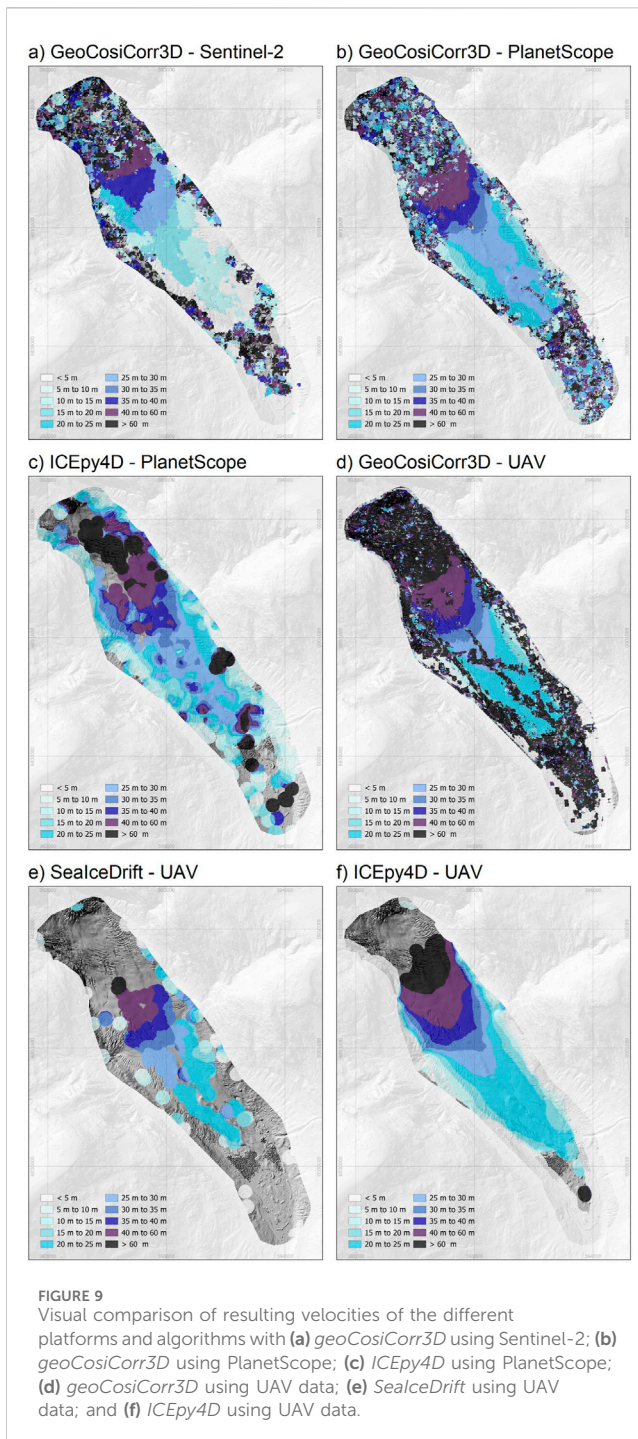 a) GeoCosiCorr3D - Sentinel-2
b) GeoCosiCorr3D - PlanetScope
< 5 m
5 m to 10 m
10 m to 15 m
15 m to 20 m
20 m to 25 m
25 m to 30 m
30 m to 35 m
35 m to 40 m
40 m to 60 m
> 60 m
< 5 m
5 m to 10 m
10 m to 15 m
15 m to 20 m
20 m to 25 m
25 m to 30 m
30 m to 35 m
35 m to 40 m
40 m to 60 m
> 60 m
c) ICEpy4D - PlanetScope
d) GeoCosiCorr3D - UAV
< 5 m
5 m to 10 m
10 m to 15 m
15 m to 20 m
20 m to 25 m
25 m to 30 m
30 m to 35 m
35 m to 40 m
40 m to 60 m
> 60 m
< 5 m
5 m to 10 m
10 m to 15 m
15 m to 20 m
20 m to 25 m
25 m to 30 m
30 m to 35 m
35 m to 40 m
40 m to 60 m
> 60 m
e) SeaIceDrift - UAV
f) ICEpy4D - UAV
< 5 m
5 m to 10 m
10 m to 15 m
15 m to 20 m
20 m to 25 m
25 m to 30 m
30 m to 35 m
35 m to 40 m
40 m to 60 m
> 60 m
< 5 m
5 m to 10 m
10 m to 15 m
15 m to 20 m
20 m to 25 m
25 m to 30 m
30 m to 35 m
35 m to 40 m
40 m to 60 m
> 60 m
FIGURE 9
Visual comparison of resulting velocities of the different
platforms and algorithms with (a) geoCosiCorr3D using Sentinel-2; (b)
geoCosiCorr3D using PlanetScope; (c) ICEpy4D using PlanetScope;
(d) geoCosiCorr3D using UAV data; (e) SeaIceDrift using UAV
data; and (f) ICEpy4D using UAV data.